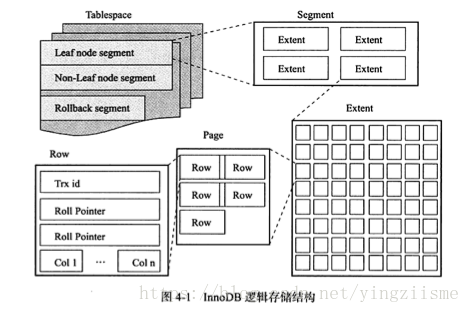 Tablespace
Leaf node segment
Non-Leaf node segment
Rollback segment
Segment
Extent Extent
Extent Extent
Extent
Row
Trx id
Roll Pointer
Roll Pointer
Col 1 … Col n
Page
Row Row
Row Row
Row
图 4-1 InnoDB 逻辑存储结构
https://blog.csdn.net/yingziisme